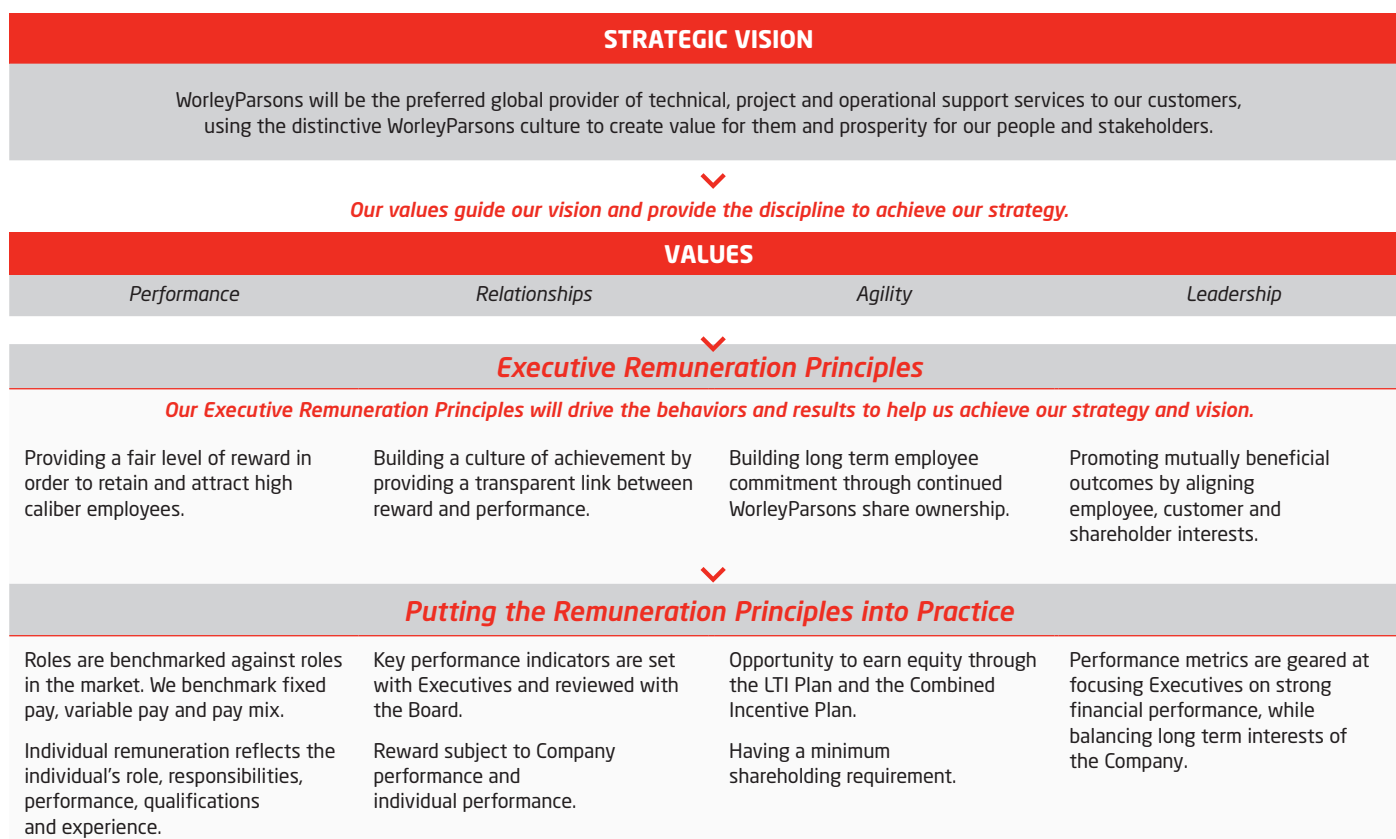 STRATEGIC VISION
WorleyParsons will be the preferred global provider of technical, project and operational support services to our customers,
using the distinctive WorleyParsons culture to create value for them and prosperity for our people and stakeholders.
Our values guide our vision and provide the discipline to achieve our strategy.
VALUES
Performance
Relationships
Agility
Leadership
Executive Remuneration Principles
Our Executive Remuneration Principles will drive the behaviors and results to help us achieve our strategy and vision.
Providing a fair level of reward in
order to retain and attract high
caliber employees.
Building a culture of achievement by
providing a transparent link between
reward and performance.
Building long term employee
commitment through continued
WorleyParsons share ownership.
Promoting mutually beneficial
outcomes by aligning
employee, customer and
shareholder interests.
Putting the Remuneration Principles into Practice
Roles are benchmarked against roles
in the market. We benchmark fixed
pay, variable pay and pay mix.
Individual remuneration reflects the
individual's role, responsibilities,
performance, qualifications
and experience.
Key performance indicators are set
with Executives and reviewed with
the Board.
Reward subject to Company
performance and
individual performance.
Opportunity to earn equity through
the LTI Plan and the Combined
Incentive Plan.
Having a minimum
shareholding requirement.
Performance metrics are geared at
focusing Executives on strong
financial performance, while
balancing long term interests of
the Company.